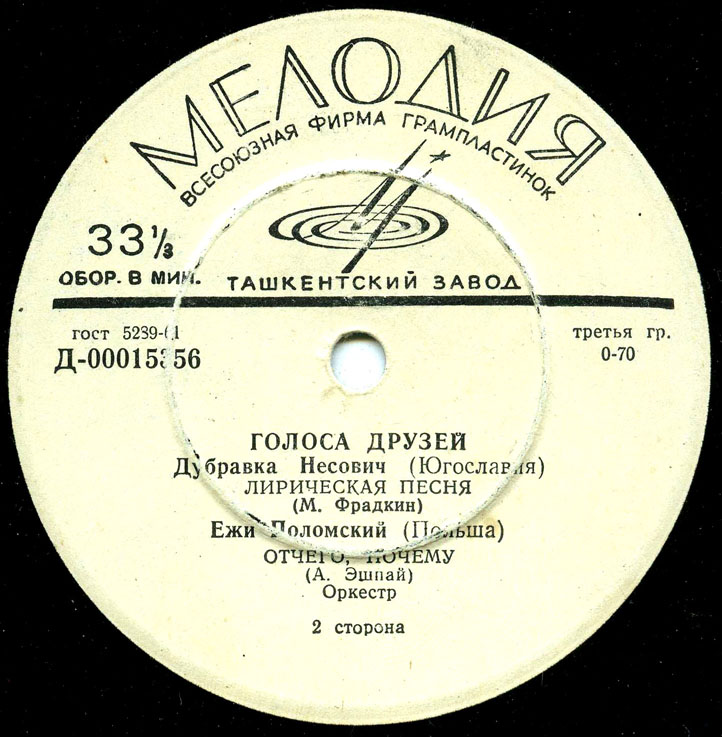 МЕЛОДИЯ
ВСЕСОЮЗНАЯ ФИРМА ГРАМПЛАСТИНОК
33⅓
ОБОР. В МИН.
ТАШКЕНТСКИЙ ЗАВОД
гост 5289-61
третья гр.
0-70
ГОЛОСА ДРУЗЕЙ
Дубравка Несович (Югославия)
ЛИРИЧЕСКАЯ ПЕСНЯ
(М. Фрадкин)
Ежи Поломский (Польша)
ОТЧЕГО, ПОЧЕМУ
(А. Эшпай)
Оркестр
2 сторона